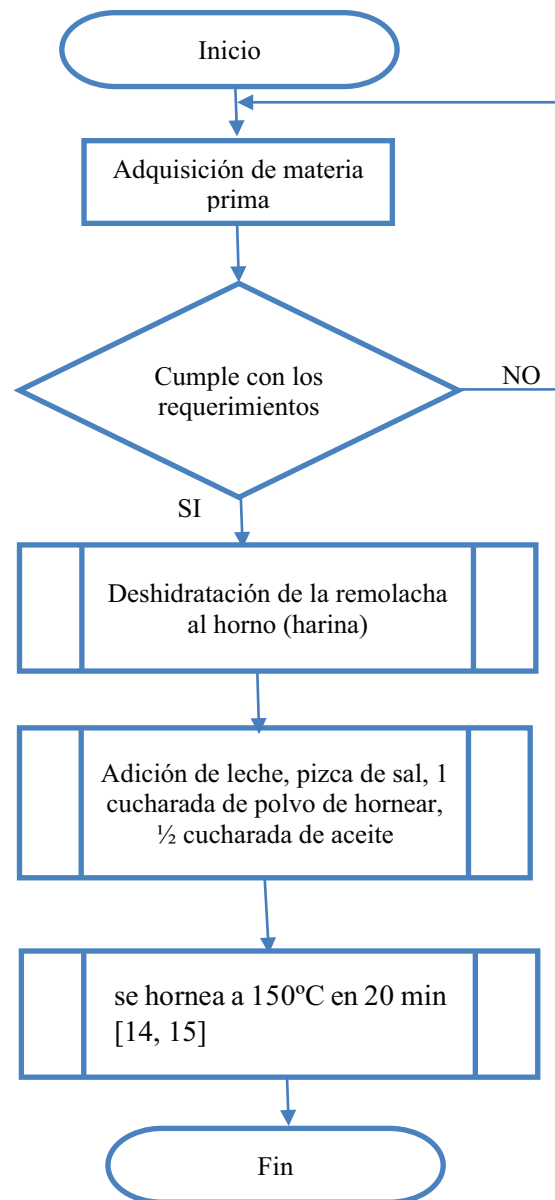 Inicio
Adquisición de materia
prima
Cumple con los
requerimientos
NO
SI
Deshidratación de la remolacha
al horno (harina)
Adición de leche, pizca de sal, 1
cucharada de polvo de hornear,
½ cucharada de aceite
se hornea a 150ºC en 20 min
[14, 15]
Fin